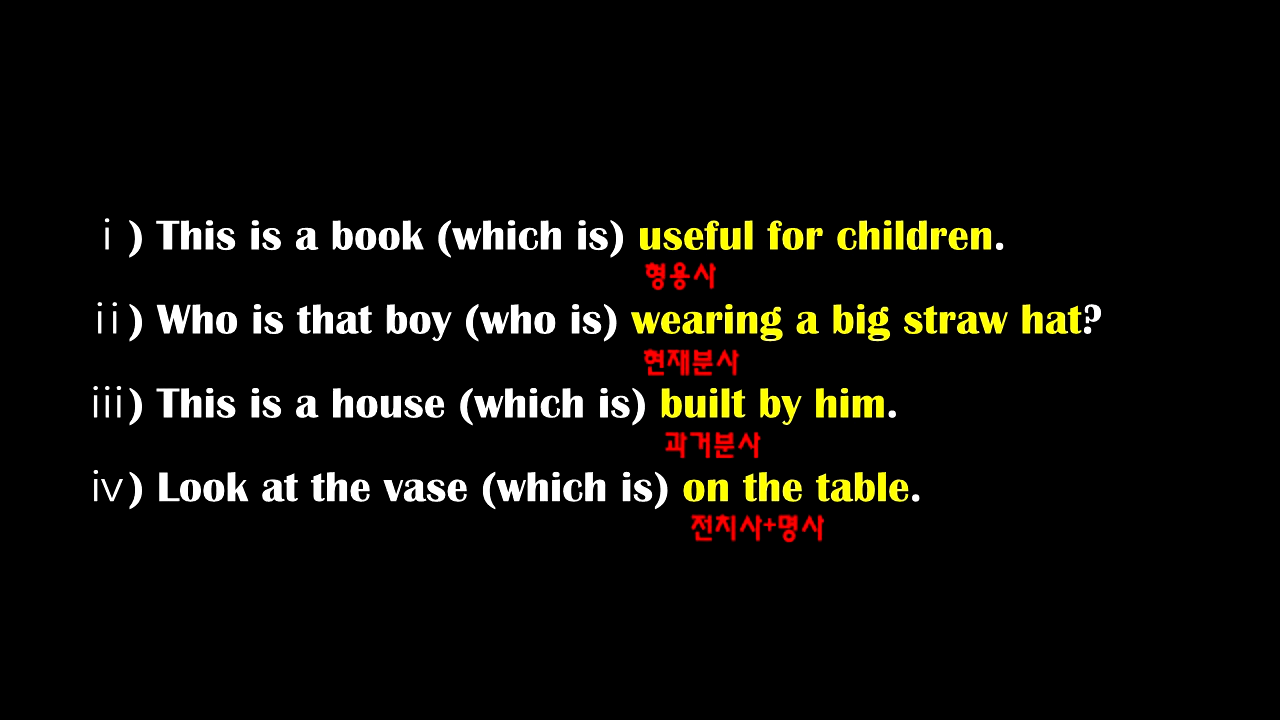 ⅰ) This is a book (which is) useful for children.
형용사
ⅱ) Who is that boy (who is) wearing a big straw hat?
현재분사
ⅲ) This is a house (which is) built by him.
과거분사
ⅳ) Look at the vase (which is) on the table.
전치사+명사